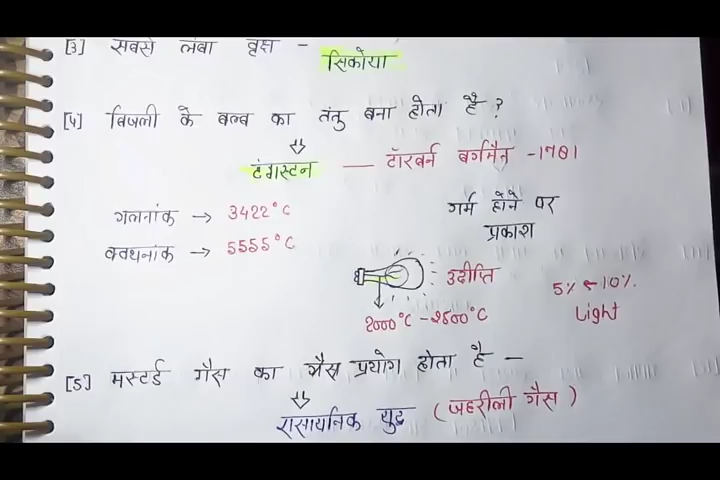 [3] सबसे लंबा वृक्ष -
सिकोया
[4] बिजली के बल्ब का तंतु बना होता है ?
टंगस्टन — टॉरबर्न बर्गमैन - 1781
गलनांक → 3422°C
गर्म होने पर
प्रकाश
क्वथनांक → 5555°C
उद्दीप्ति
5% - 10%
Light
2000°C - 2500°C
[5] मस्टर्ड गैस का गैस प्रयोग होता है -
रासायनिक युद्ध (जहरीली गैस)